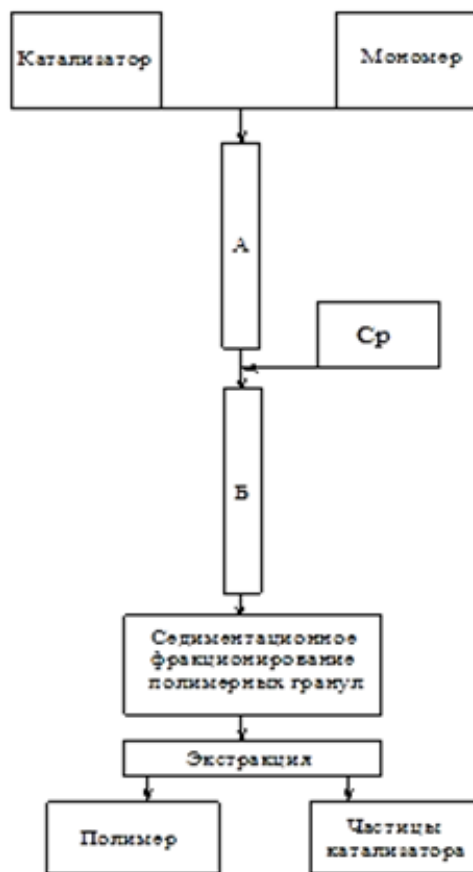 Катализатор
Мономер
А
Ср
Б
Седиментационное
фракционирование
полимерных гранул
Экстракция
Полимер
Частицы
катализатора